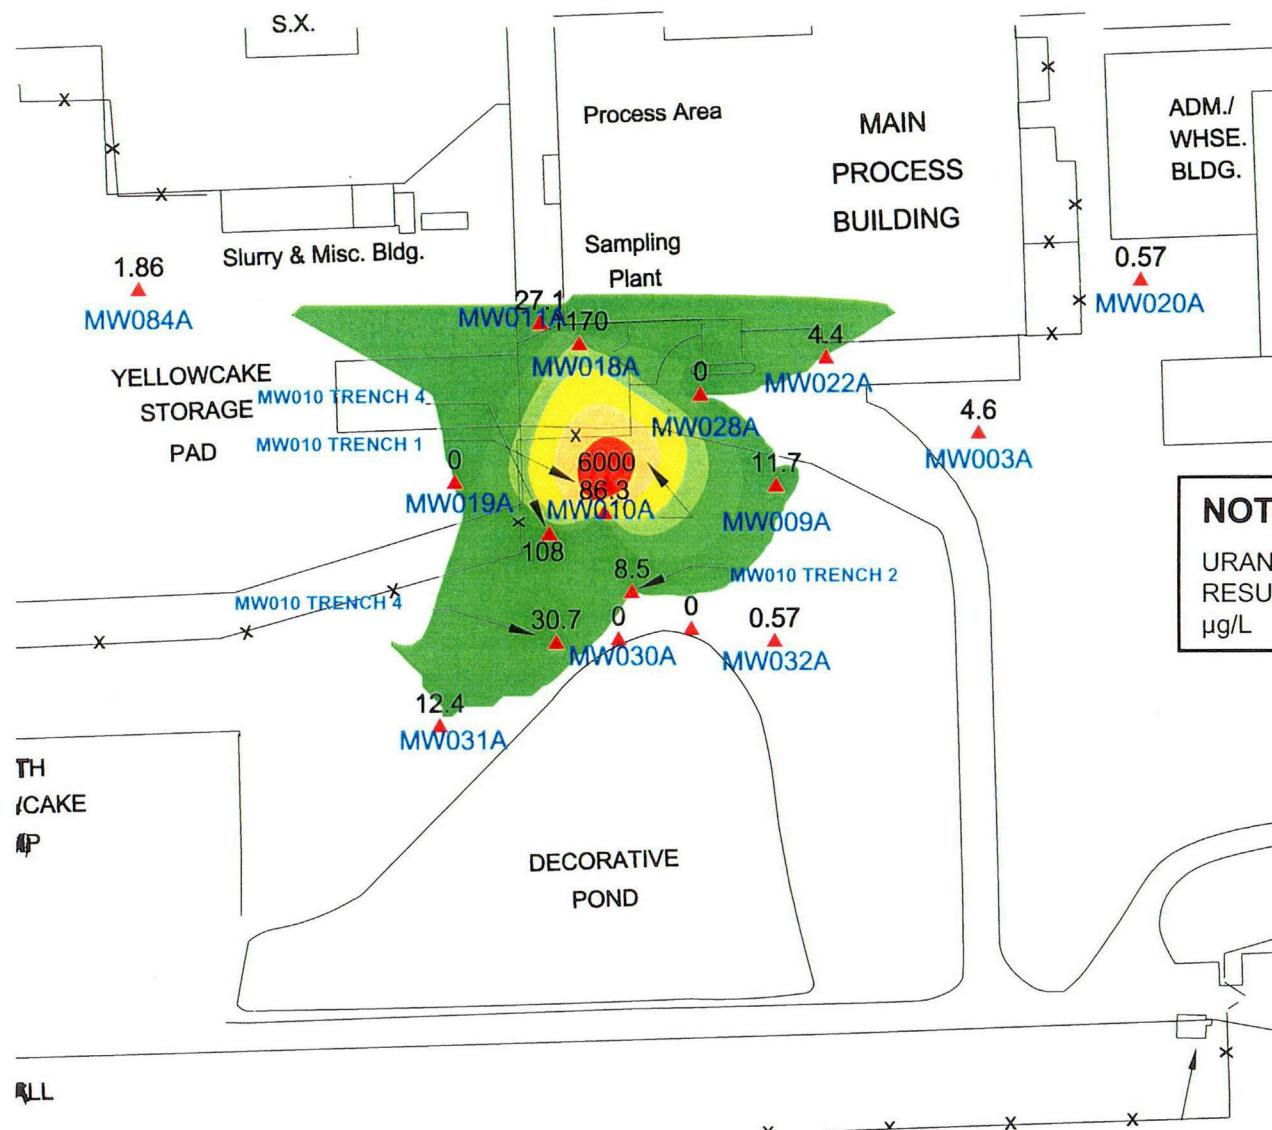 S.X.
Process Area
MAIN
PROCESS
BUILDING
ADM./
WHSE.
BLDG.
Slurry & Misc. Bldg.
Sampling
Plant
1.86
MW084A
0.57
MW020A
27.1
MW011A
1170
MW018A
4.4
MW022A
0
MW028A
YELLOWCAKE
STORAGE
PAD
MW010 TRENCH 4
MW010 TRENCH 1
4.6
MW003A
0
MW019A
6000
86.3
MW010A
11.7
MW009A
108
NOT
URAN
RESU
µg/L
8.5
MW010 TRENCH 2
MW010 TRENCH 4
30.7
0
MW030A
0
0.57
MW032A
12.4
MW031A
TH
CAKE
DECORATIVE
POND
LL